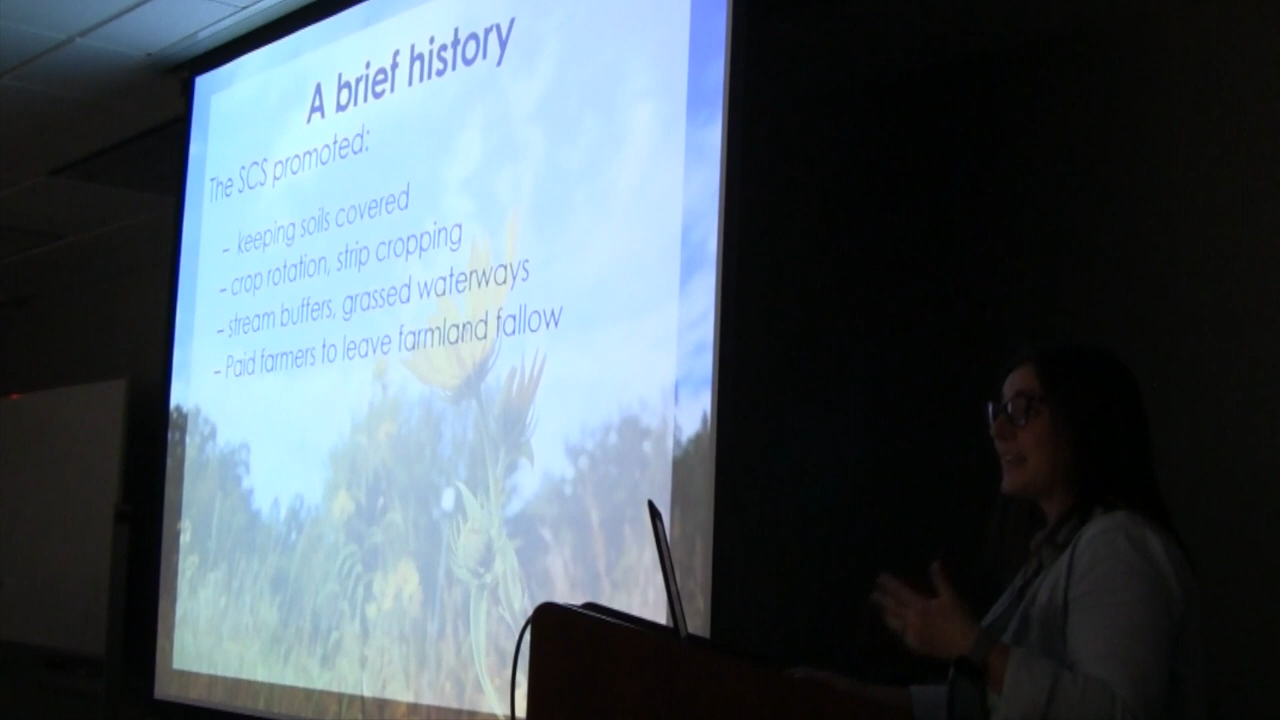 A brief history
The SCS promoted:
– keeping soils covered
– crop rotation, strip cropping
– stream buffers, grassed waterways
– Paid farmers to leave farmland fallow